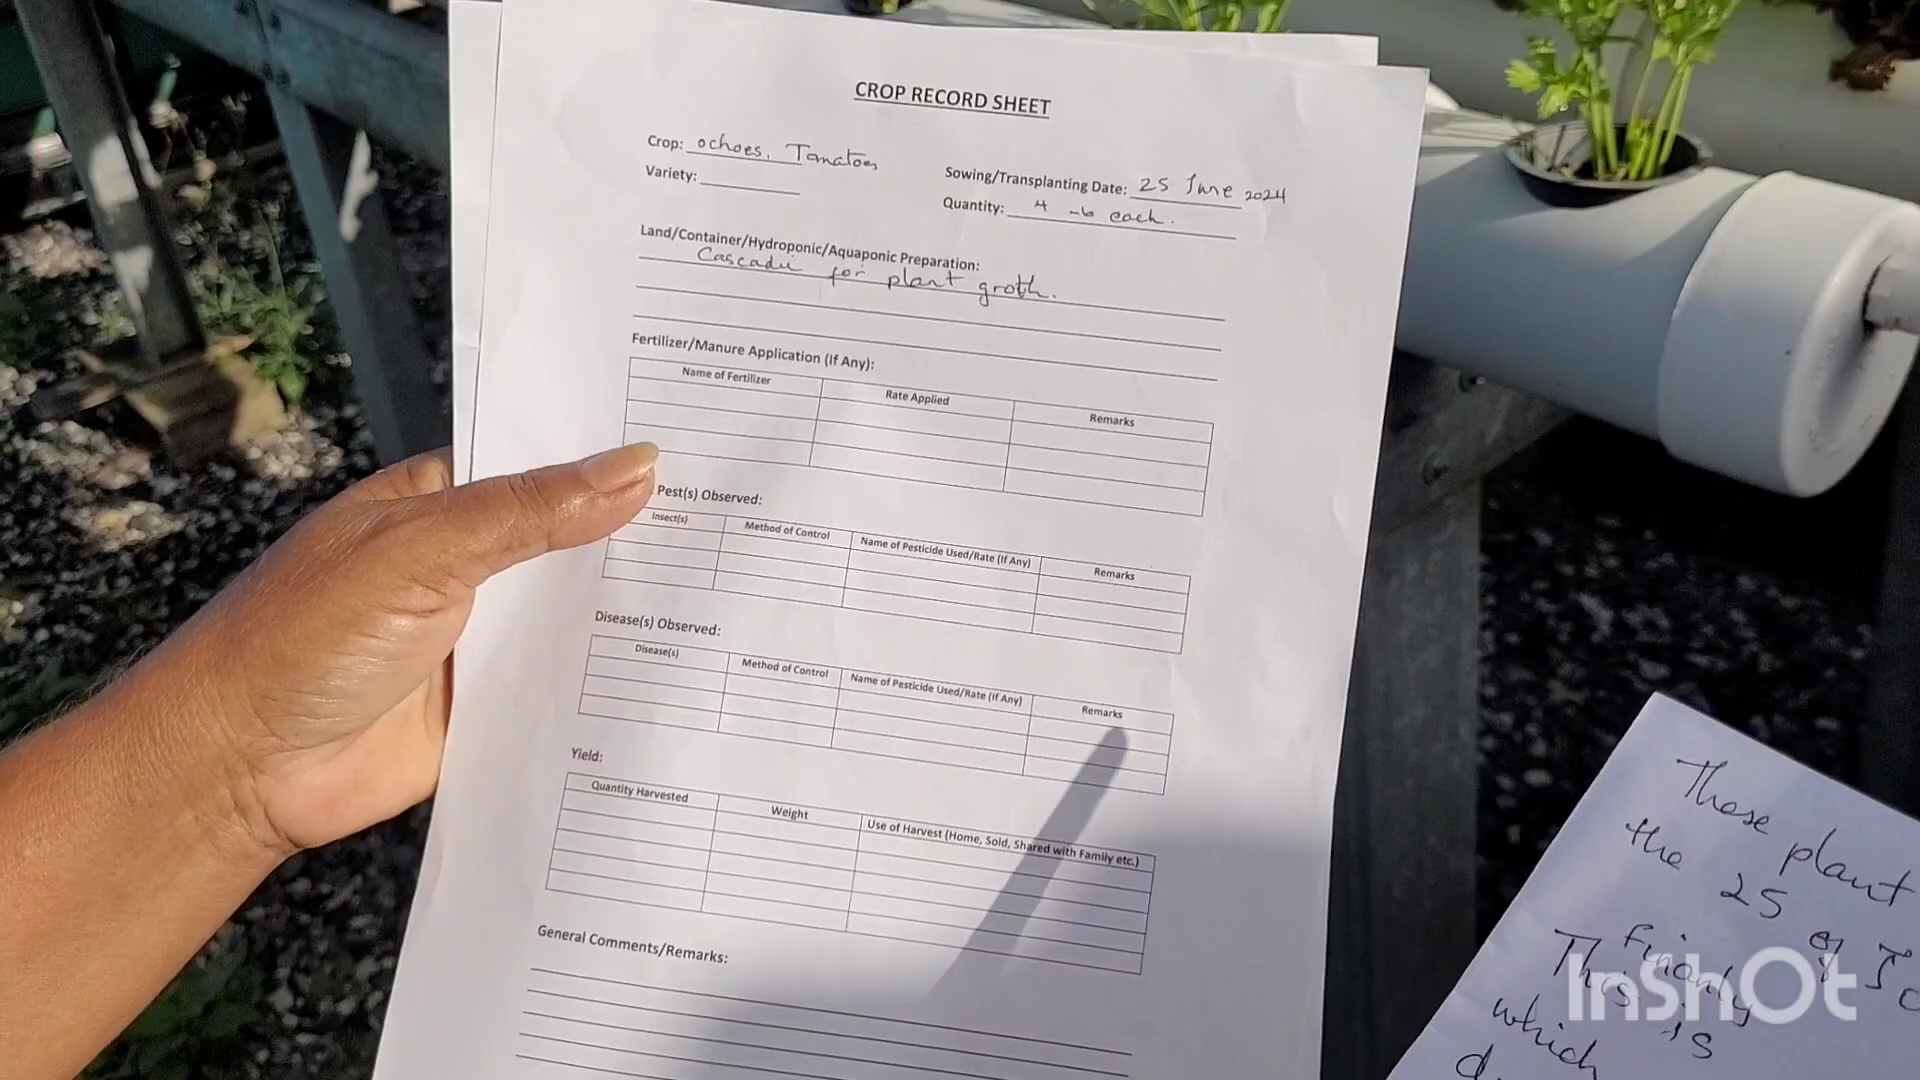 CROP RECORD SHEET
Crop: ochoes, Tomatoes
Variety:
Sowing/Transplanting Date: 25 June 2024
Quantity: 4 -6 each.
Land/Container/Hydroponic/Aquaponic Preparation:
Cascadu for plant groth.
Fertilizer/Manure Application (If Any):
Name of Fertilizer Rate Applied Remarks
Pest(s) Observed:
Insect(s) Method of Control Name of Pesticide Used/Rate (If Any) Remarks
Disease(s) Observed:
Disease(s) Method of Control Name of Pesticide Used/Rate (If Any) Remarks
Yield:
Quantity Harvested Weight Use of Harvest (Home, Sold, Shared with Family etc.)
General Comments/Remarks:
These plant
the 25 of
Finanly
This is
which
InShOt